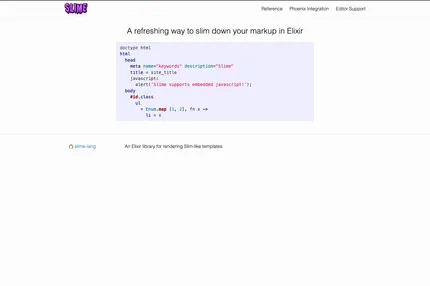 SLIME
Reference Phoenix Integration Editor Support
A refreshing way to slim down your markup in Elixir
doctype html
html
head
meta name="keywords" description="Slime"
title = site_title
javascript:
alert('Slime supports embedded javascript!');
body
#id.class
ul
= Enum.map [1, 2], fn x ->
li = x
slime-lang An Elixir library for rendering Slim-like templates